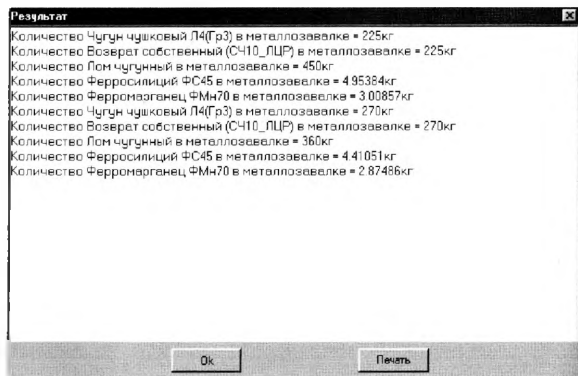 Результат
Количество Чугун чушковый Л4(Гр3) в металлозавалке = 225кг
Количество Возврат собственный (СЧ10_ЛЦР) в металлозавалке = 225кг
Количество Лом чугунный в металлозавалке = 450кг
Количество Ферросилиций ФС45 в металлозавалке = 4.95384кг
Количество Ферромарганец ФМн70 в металлозавалке = 3.00857кг
Количество Чугун чушковый Л4(Гр3) в металлозавалке = 270кг
Количество Возврат собственный (СЧ10_ЛЦР) в металлозавалке = 270кг
Количество Лом чугунный в металлозавалке = 360кг
Количество Ферросилиций ФС45 в металлозавалке = 4.41051кг
Количество Ферромарганец ФМн70 в металлозавалке = 2.87486кг
Ok
Печать